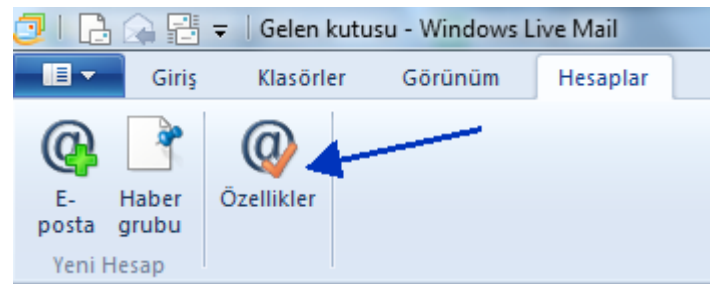 Gelen kutusu - Windows Live Mail
Giriş Klasörler Görünüm Hesaplar
E-
posta
Haber
grubu
Özellikler
Yeni Hesap